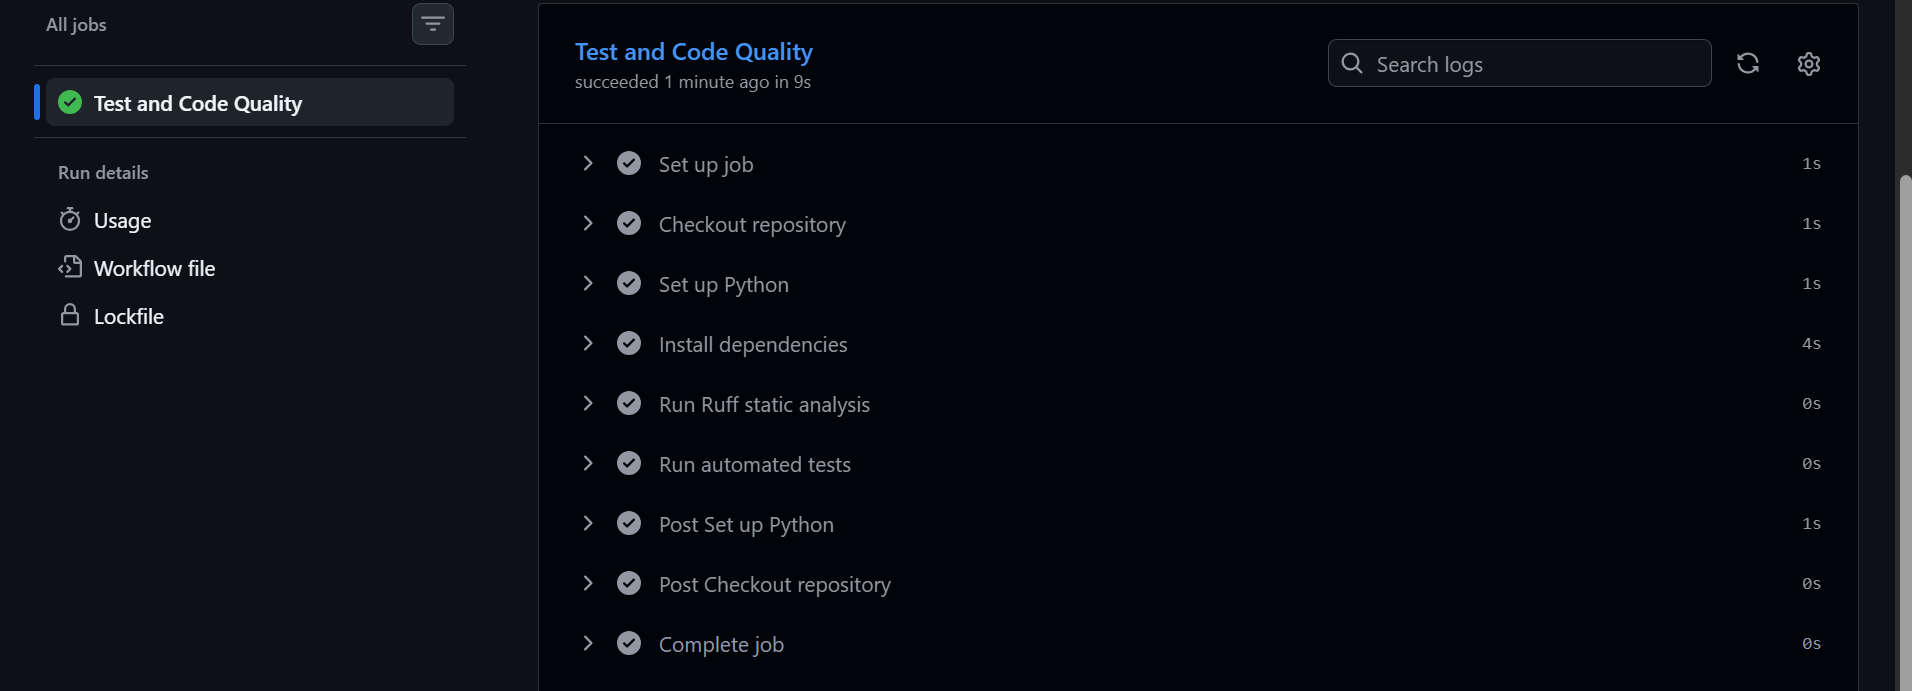 All jobs
Test and Code Quality
Run details
Usage
Workflow file
Lockfile
Test and Code Quality
succeeded 1 minute ago in 9s
Search logs
Set up job 1s
Checkout repository 1s
Set up Python 1s
Install dependencies 4s
Run Ruff static analysis 0s
Run automated tests 0s
Post Set up Python 1s
Post Checkout repository 0s
Complete job 0s